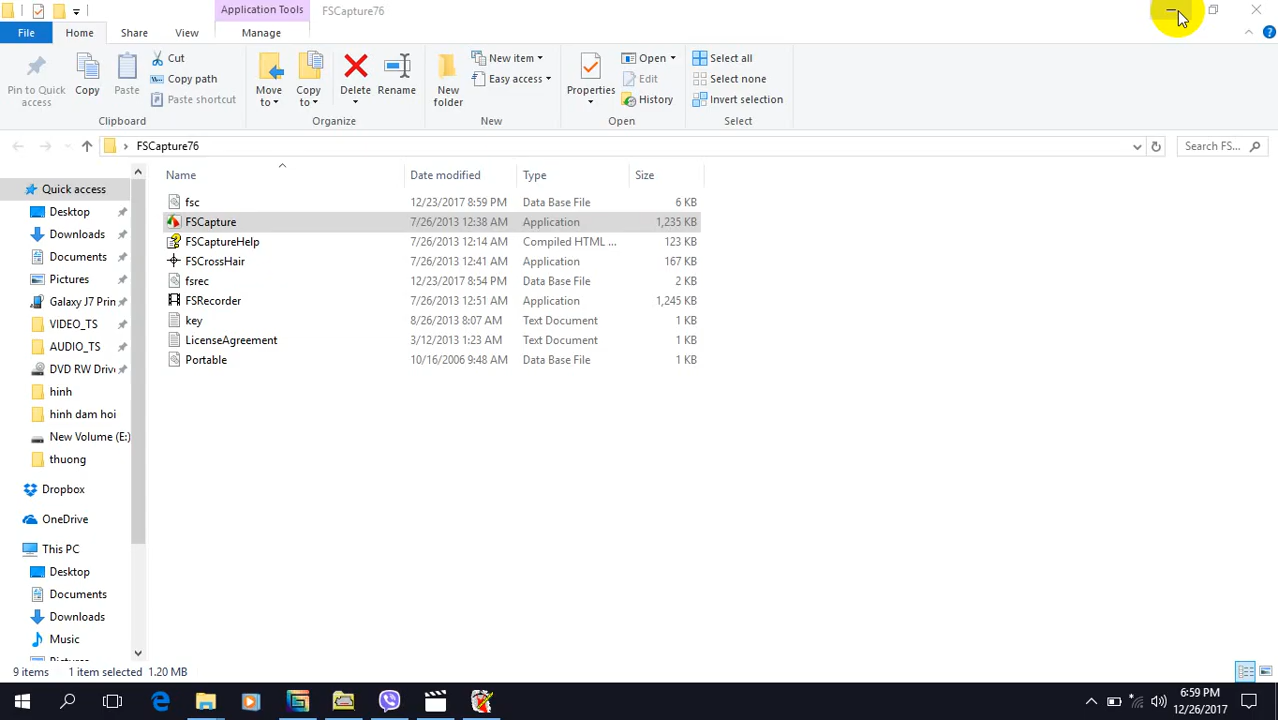 Application Tools FSCapture76
File Home Share View Manage
Pin to Quick access
Copy
Paste
Cut
Copy path
Paste shortcut
Clipboard
Move to
Copy to
Delete
Rename
Organize
New folder
New item
Easy access
New
Properties
Open
Edit
History
Open
Select all
Select none
Invert selection
Select
FSCapture76 Search FS...
Name Date modified Type Size
fsc 12/23/2017 8:59 PM Data Base File 6 KB
FSCapture 7/26/2013 12:38 AM Application 1,235 KB
FSCaptureHelp 7/26/2013 12:14 AM Compiled HTML ... 123 KB
FSCrossHair 7/26/2013 12:41 AM Application 167 KB
fsrec 12/23/2017 8:54 PM Data Base File 2 KB
FSRecorder 7/26/2013 12:51 AM Application 1,245 KB
key 8/26/2013 8:07 AM Text Document 1 KB
LicenseAgreement 3/12/2013 1:23 AM Text Document 1 KB
Portable 10/16/2006 9:48 AM Data Base File 1 KB
Quick access
Desktop
Downloads
Documents
Pictures
Galaxy J7 Prin
VIDEO_TS
AUDIO_TS
DVD RW Driv
hinh
hinh dam hoi
New Volume (E:)
thuong
Dropbox
OneDrive
This PC
Desktop
Documents
Downloads
Music
Pictures
9 items 1 item selected 1.20 MB
6:59 PM
12/26/2017